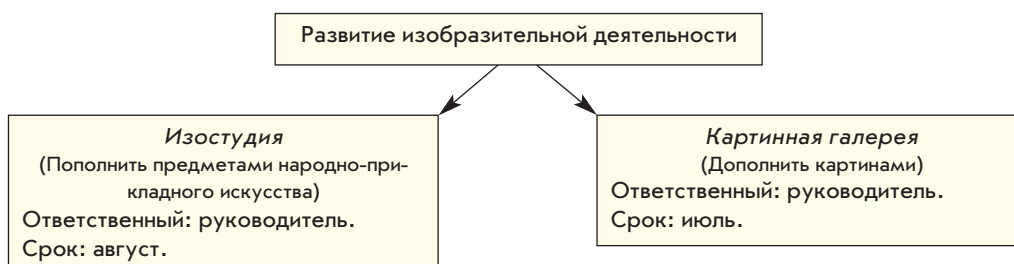 Развитие изобразительной деятельности
Изостудия
(Пополнить предметами народно-при-
кладного искусства)
Ответственный: руководитель.
Срок: август.
Картинная галерея
(Дополнить картинами)
Ответственный: руководитель.
Срок: июль.